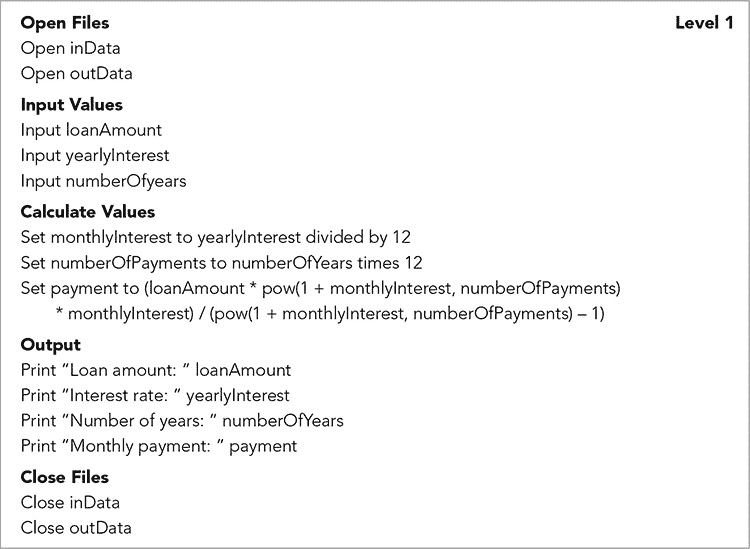 Open Files Level 1
Open inData
Open outData
Input Values
Input loanAmount
Input yearlyInterest
Input numberOfyears
Calculate Values
Set monthlyInterest to yearlyInterest divided by 12
Set numberOfPayments to numberOfYears times 12
Set payment to (loanAmount * pow(1 + monthlyInterest, numberOfPayments)
* monthlyInterest) / (pow(1 + monthlyInterest, numberOfPayments) – 1)
Output
Print “Loan amount: ” loanAmount
Print “Interest rate: ” yearlyInterest
Print “Number of years: ” numberOfYears
Print “Monthly payment: ” payment
Close Files
Close inData
Close outData